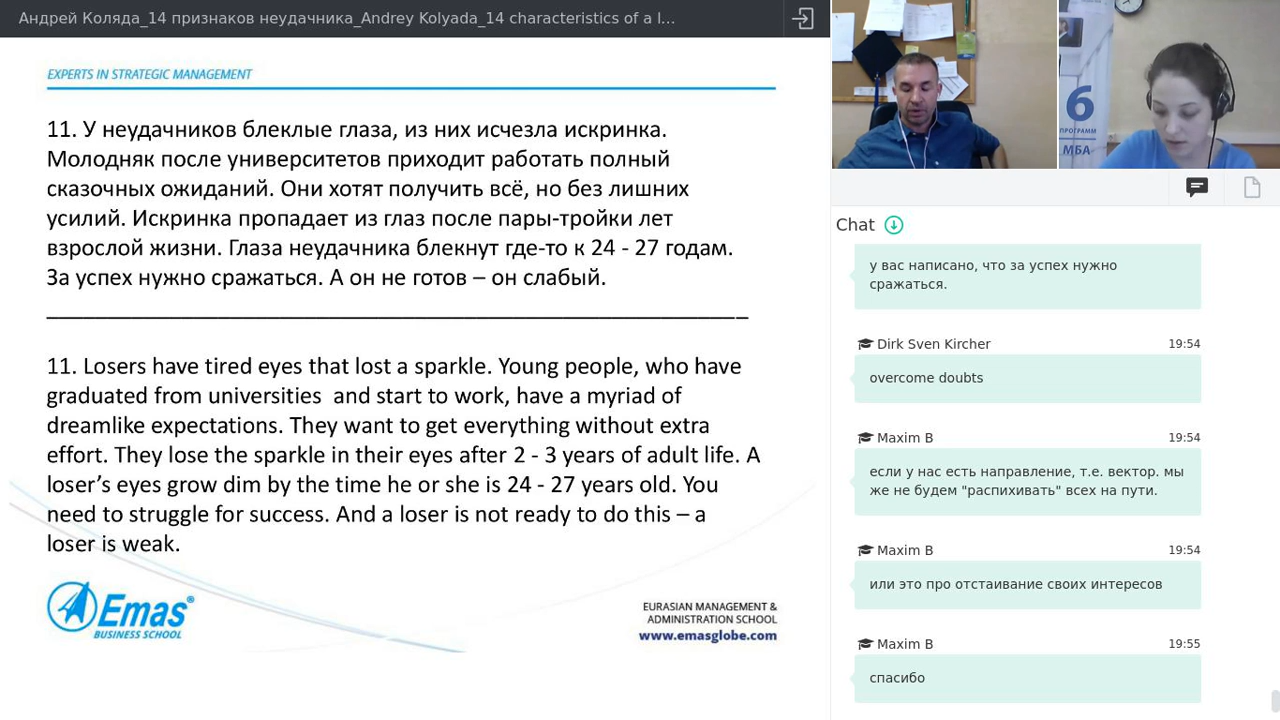 Андрей Коляда_14 признаков неудачника_Andrey Kolyada_14 characteristics of a l...
EXPERTS IN STRATEGIC MANAGEMENT
11. У неудачников блеклые глаза, из них исчезла искринка.
Молодняк после университетов приходит работать полный
сказочных ожиданий. Они хотят получить всё, но без лишних
усилий. Искринка пропадает из глаз после пары-тройки лет
взрослой жизни. Глаза неудачника блекнут где-то к 24 - 27 годам.
За успех нужно сражаться. А он не готов – он слабый.
11. Losers have tired eyes that lost a sparkle. Young people, who have
graduated from universities and start to work, have a myriad of
dreamlike expectations. They want to get everything without extra
effort. They lose the sparkle in their eyes after 2 - 3 years of adult life. A
loser’s eyes grow dim by the time he or she is 24 - 27 years old. You
need to struggle for success. And a loser is not ready to do this – a
loser is weak.
Emas®
BUSINESS SCHOOL
EURASIAN MANAGEMENT &
ADMINISTRATION SCHOOL
www.emasglobe.com
6
ПРОГРАММ
МБА
Chat
у вас написано, что за успех нужно
сражаться.
Dirk Sven Kircher 19:54
overcome doubts
Maxim B 19:54
если у нас есть направление, т.е. вектор. мы
же не будем "распихивать" всех на пути.
Maxim B 19:54
или это про отстаивание своих интересов
Maxim B 19:55
спасибо